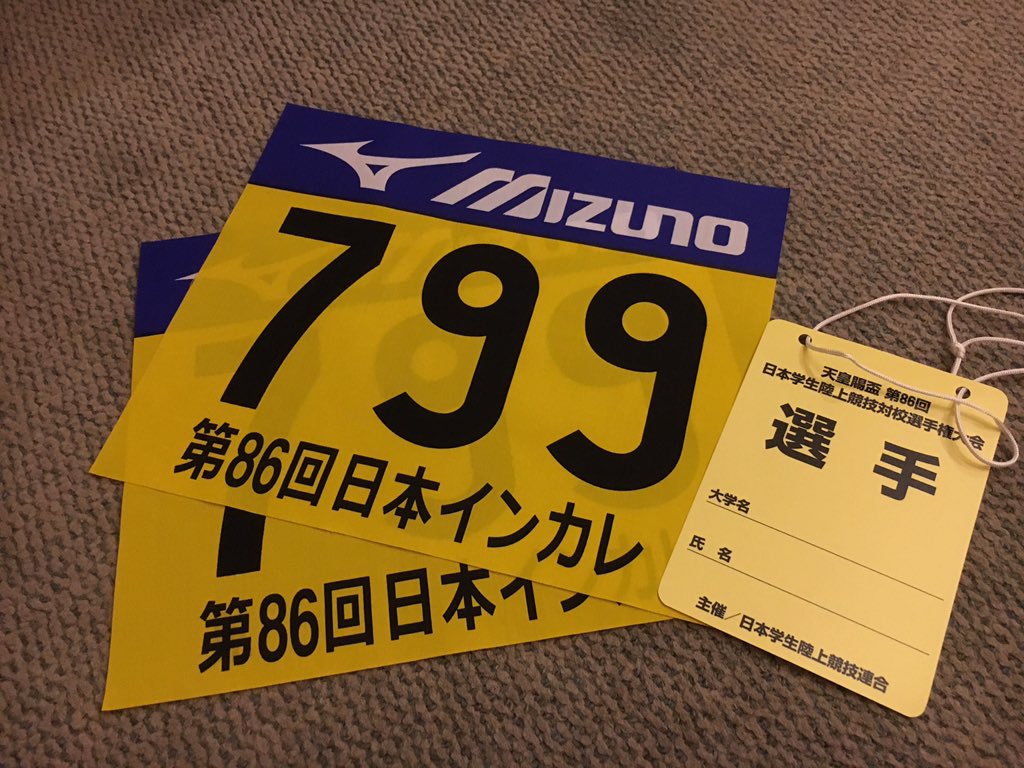 MIZUNO
799
第86回日本インカレ
第86回日本イン
天皇賜盃 第86回
日本学生陸上競技対校選手権大会
選手
大学名
氏名
主催/日本学生陸上競技連合